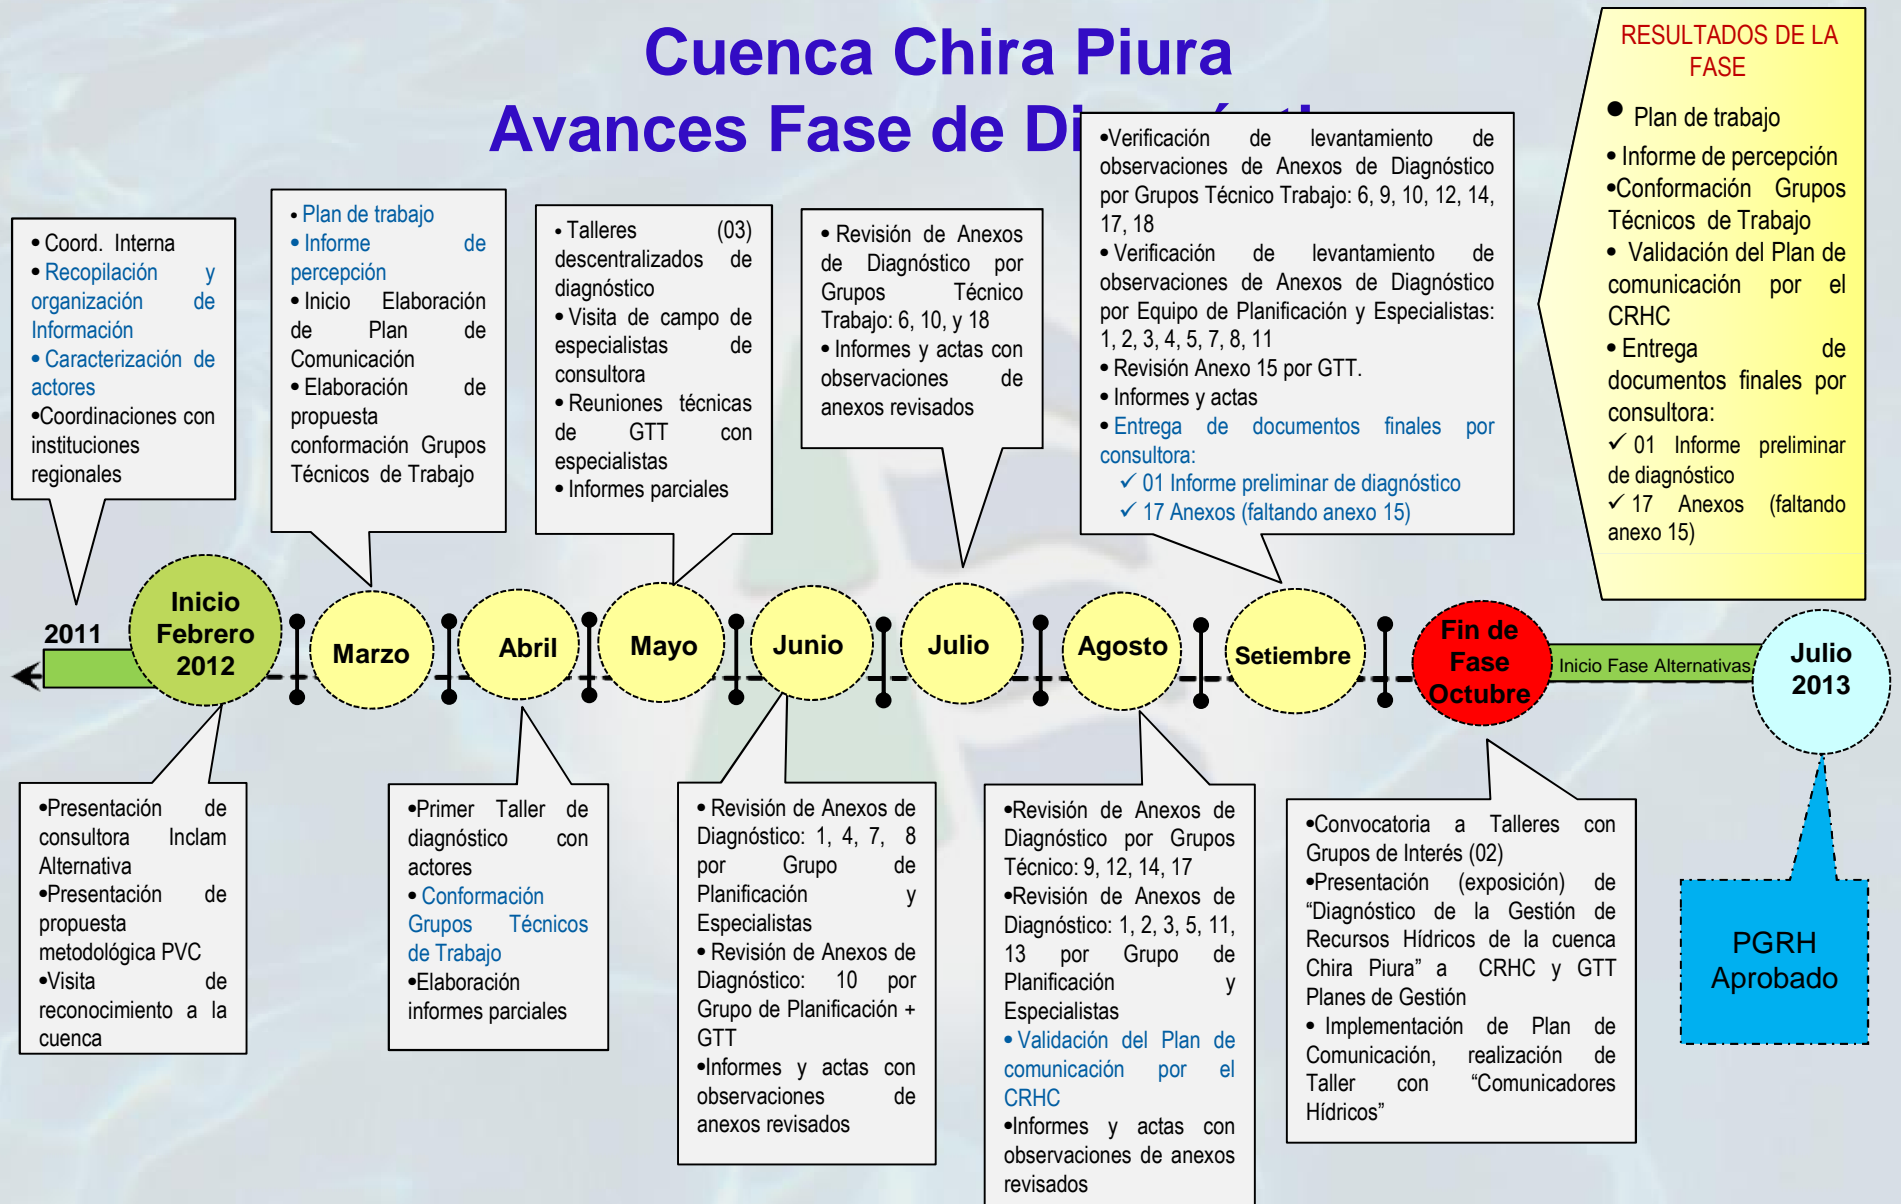 Cuenca Chira Piura
Avances Fase de
RESULTADOS DE LA
FASE
• Plan de trabajo
• Informe de percepción
•Conformación Grupos
Técnicos de Trabajo
• Validación del Plan de
comunicación por el
CRHC
• Entrega de
documentos finales por
consultora:
✓ 01 Informe preliminar
de diagnóstico
✓ 17 Anexos (faltando
anexo 15)
• Coord. Interna
• Recopilación y
organización de
Información
• Caracterización de
actores
•Coordinaciones con
instituciones
regionales
• Plan de trabajo
• Informe de
percepción
• Inicio Elaboración
de Plan de
Comunicación
• Elaboración de
propuesta
conformación Grupos
Técnicos de Trabajo
• Talleres (03)
descentralizados de
diagnóstico
• Visita de campo de
especialistas de
consultora
• Reuniones técnicas
de GTT con
especialistas
• Informes parciales
• Revisión de Anexos
de Diagnóstico por
Grupos Técnico
Trabajo: 6, 10, y 18
• Informes y actas con
observaciones de
anexos revisados
•Verificación de levantamiento de
observaciones de Anexos de Diagnóstico
por Grupos Técnico Trabajo: 6, 9, 10, 12, 14,
17, 18
• Verificación de levantamiento de
observaciones de Anexos de Diagnóstico
por Equipo de Planificación y Especialistas:
1, 2, 3, 4, 5, 7, 8, 11
• Revisión Anexo 15 por GTT.
• Informes y actas
• Entrega de documentos finales por
consultora:
✓ 01 Informe preliminar de diagnóstico
✓ 17 Anexos (faltando anexo 15)
2011
Inicio
Febrero
2012
Marzo
Abril
Mayo
Junio
Julio
Agosto
Setiembre
Fin de
Fase
Octubre
Inicio Fase Alternativas
Julio
2013
•Presentación de
consultora Inclam
Alternativa
•Presentación de
propuesta
metodológica PVC
•Visita de
reconocimiento a la
cuenca
•Primer Taller de
diagnóstico con
actores
• Conformación
Grupos Técnicos
de Trabajo
•Elaboración
informes parciales
• Revisión de Anexos de
Diagnóstico: 1, 4, 7, 8
por Grupo de
Planificación y
Especialistas
• Revisión de Anexos de
Diagnóstico: 10 por
Grupo de Planificación +
GTT
•Informes y actas con
observaciones de
anexos revisados
•Revisión de Anexos de
Diagnóstico por Grupos
Técnico: 9, 12, 14, 17
•Revisión de Anexos de
Diagnóstico: 1, 2, 3, 5, 11,
13 por Grupo de
Planificación y
Especialistas
• Validación del Plan de
comunicación por el
CRHC
•Informes y actas con
observaciones de anexos
revisados
•Convocatoria a Talleres con
Grupos de Interés (02)
•Presentación (exposición) de
“Diagnóstico de la Gestión de
Recursos Hídricos de la cuenca
Chira Piura” a CRHC y GTT
Planes de Gestión
• Implementación de Plan de
Comunicación, realización de
Taller con “Comunicadores
Hídricos”
PGRH
Aprobado